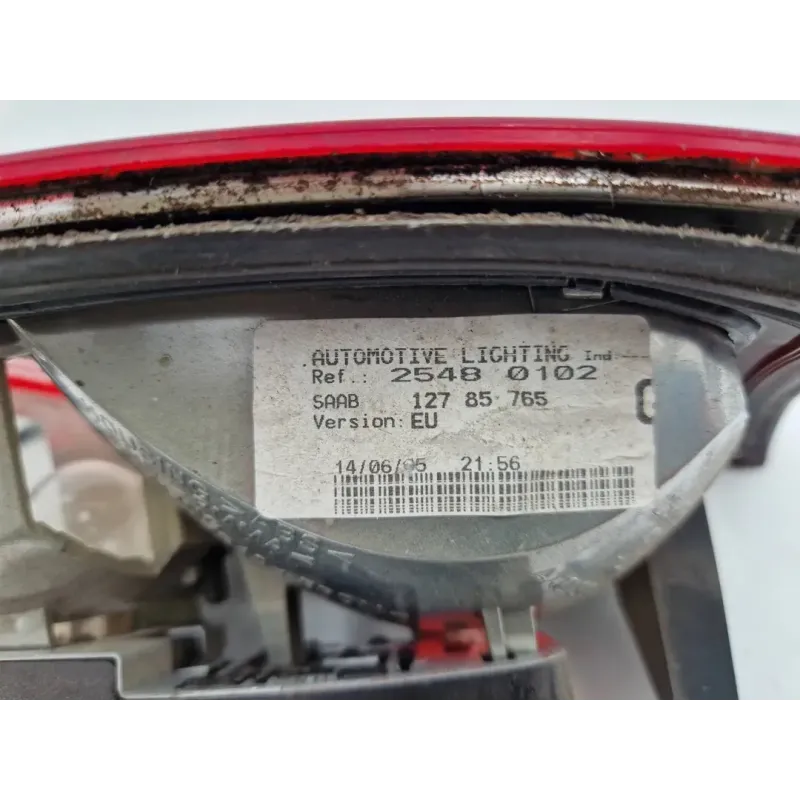 AUTOMOTIVE LIGHTING Ind
Ref.: 2548 0102
SAAB 127 85 765
Version: EU
14/06/05 21:56